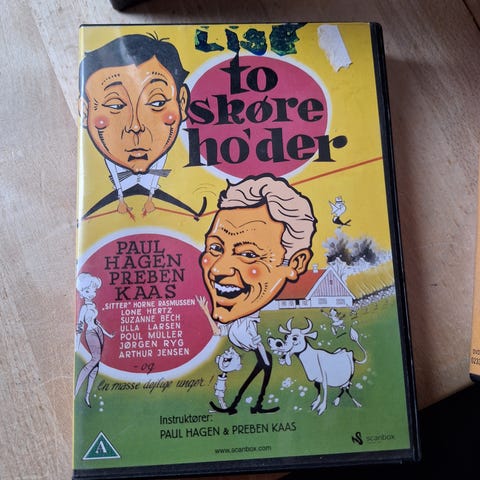 Lise
to
skøre
ho'der
PAUL
HAGEN
PREBEN
KAAS
„SITTER" HORNE RASMUSSEN
LONE HERTZ
SUZANNE BECH
ULLA LARSEN
POUL MÜLLER
JØRGEN RYG
ARTHUR JENSEN
- og
En masse dejlige unger!
Instruktører:
PAUL HAGEN & PREBEN KAAS
A
www.scanbox.com
scanbox